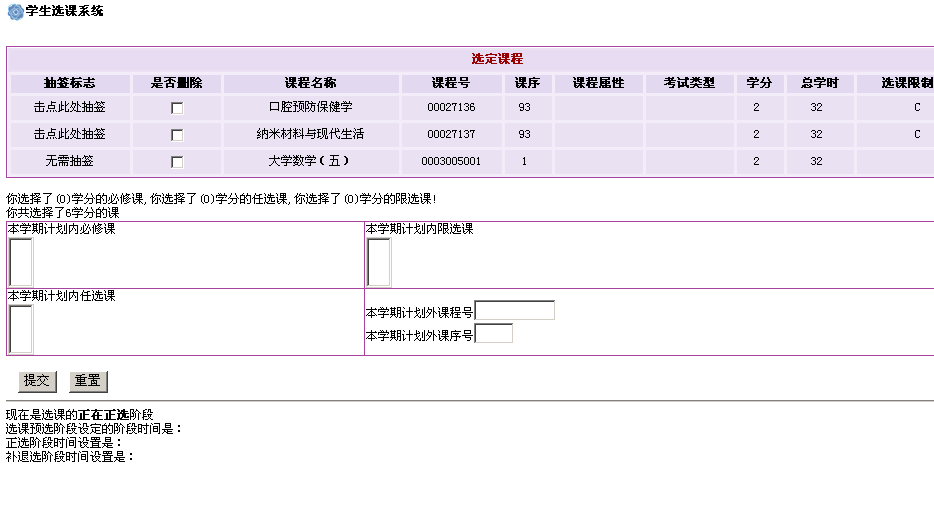 学生选课系统
选定课程
抽签标志 是否删除 课程名称 课程号 课序 课程属性 考试类型 学分 总学时 选课限制
击点此处抽签 口腔预防保健学 00027136 93 2 32 C
击点此处抽签 纳米材料与现代生活 00027137 93 2 32 C
无需抽签 大学数学（五） 0003005001 1 2 32
你选择了(0)学分的必修课, 你选择了(0)学分的任选课, 你选择了(0)学分的限选课!
你共选择了6学分的课
本学期计划内必修课 本学期计划内限选课
本学期计划内任选课
本学期计划外课程号
本学期计划外课序号
提交 重置
现在是选课的正在正选阶段
选课预选阶段设定的阶段时间是：
正选阶段时间设置是：
补退选阶段时间设置是：